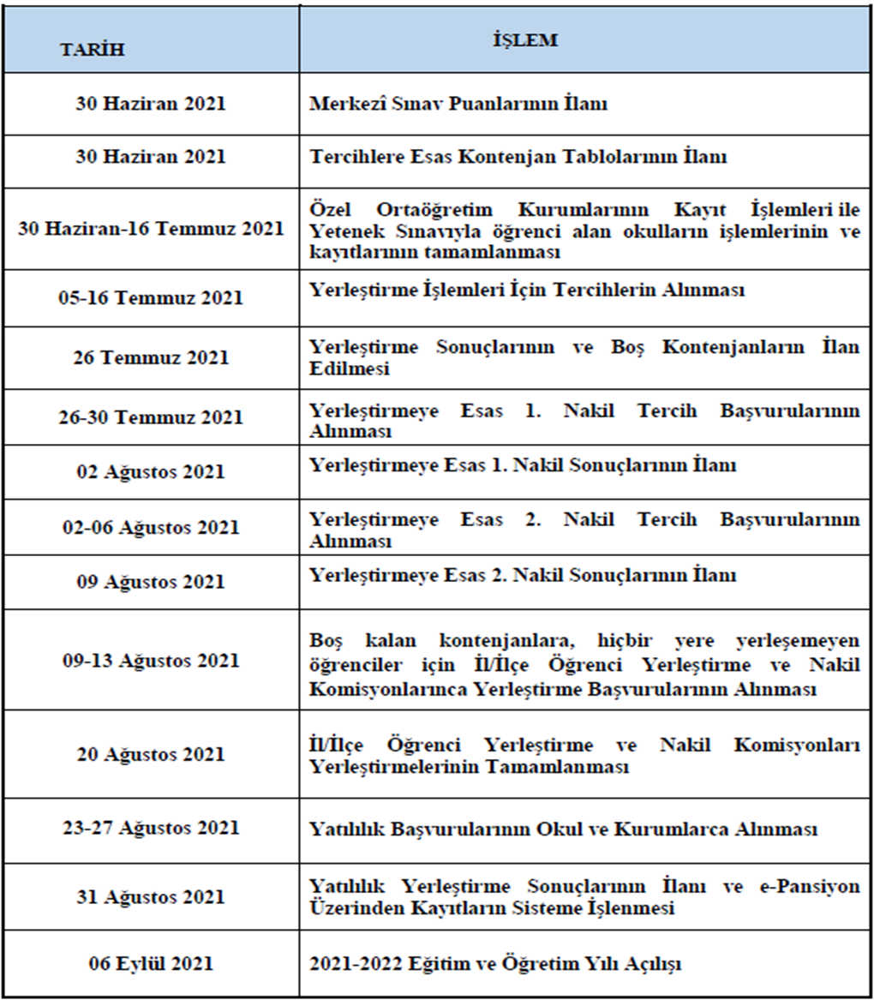 TARİH
İŞLEM
30 Haziran 2021
Merkezî Sınav Puanlarının İlanı
30 Haziran 2021
Tercihlere Esas Kontenjan Tablolarının İlanı
30 Haziran-16 Temmuz 2021
Özel Ortaöğretim Kurumlarının Kayıt İşlemleri ile
Yetenek Sınavıyla öğrenci alan okulların işlemlerinin ve
kayıtlarının tamamlanması
05-16 Temmuz 2021
Yerleştirme İşlemleri İçin Tercihlerin Alınması
26 Temmuz 2021
Yerleştirme Sonuçlarının ve Boş Kontenjanların İlan
Edilmesi
26-30 Temmuz 2021
Yerleştirmeye Esas 1. Nakil Tercih Başvurularının
Alınması
02 Ağustos 2021
Yerleştirmeye Esas 1. Nakil Sonuçlarının İlanı
02-06 Ağustos 2021
Yerleştirmeye Esas 2. Nakil Tercih Başvurularının
Alınması
09 Ağustos 2021
Yerleştirmeye Esas 2. Nakil Sonuçlarının İlanı
09-13 Ağustos 2021
Boş kalan kontenjanlara, hiçbir yere yerleşemeyen
öğrenciler için İl/İlçe Öğrenci Yerleştirme ve Nakil
Komisyonlarınca Yerleştirme Başvurularının Alınması
20 Ağustos 2021
İl/İlçe Öğrenci Yerleştirme ve Nakil Komisyonları
Yerleştirmelerinin Tamamlanması
23-27 Ağustos 2021
Yatılılık Başvurularının Okul ve Kurumlarca Alınması
31 Ağustos 2021
Yatılılık Yerleştirme Sonuçlarının İlanı ve e-Pansiyon
Üzerinden Kayıtların Sisteme İşlenmesi
06 Eylül 2021
2021-2022 Eğitim ve Öğretim Yılı Açılışı